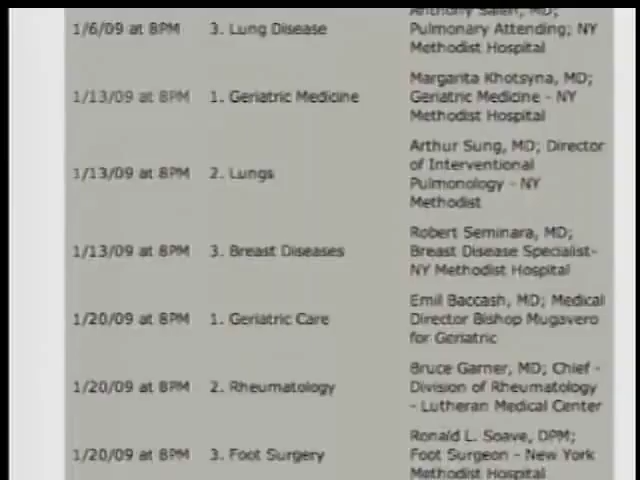 Anthony Saleh, MD;
1/6/09 at 8PM 3. Lung Disease Pulmonary Attending; NY
Methodist Hospital
Margarita Khotsyna, MD;
1/13/09 at 8PM 1. Geriatric Medicine Geriatric Medicine - NY
Methodist Hospital
Arthur Sung, MD; Director
of Interventional
1/13/09 at 8PM 2. Lungs Pulmonology - NY
Methodist
Robert Seminara, MD;
1/13/09 at 8PM 3. Breast Diseases Breast Disease Specialist-
NY Methodist Hospital
Emil Baccash, MD; Medical
1/20/09 at 8PM 1. Geriatric Care Director Bishop Mugavero
for Geriatric
Bruce Garner, MD; Chief -
1/20/09 at 8PM 2. Rheumatology Division of Rheumatology
- Lutheran Medical Center
Ronald L. Soave, DPM;
1/20/09 at 8PM 3. Foot Surgery Foot Surgeon - New York
Methodist Hospital